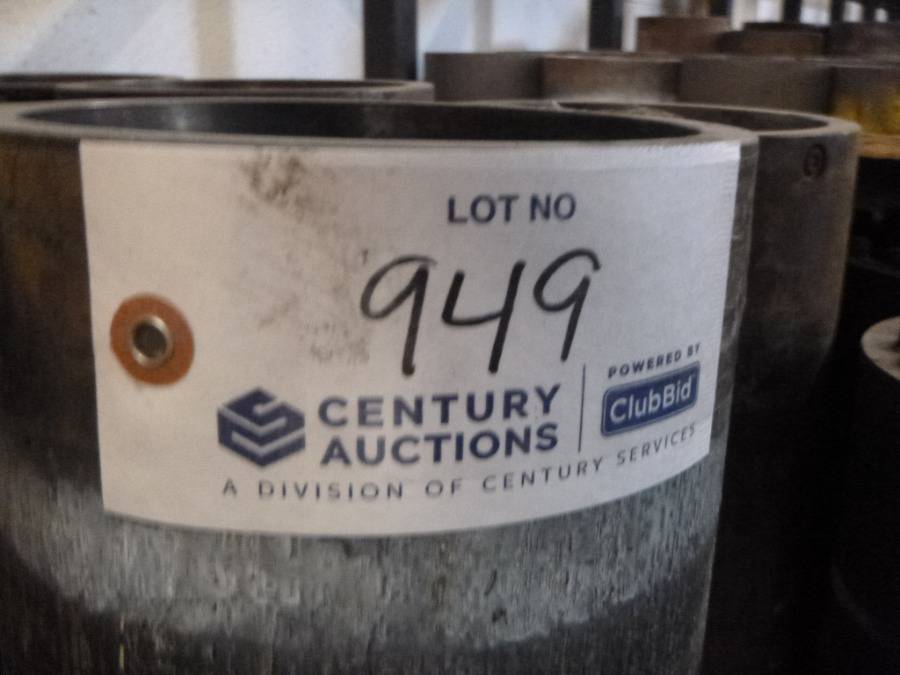 LOT NO
949
CENTURY
AUCTIONS
POWERED BY
ClubBid
A DIVISION OF CENTURY SERVICES